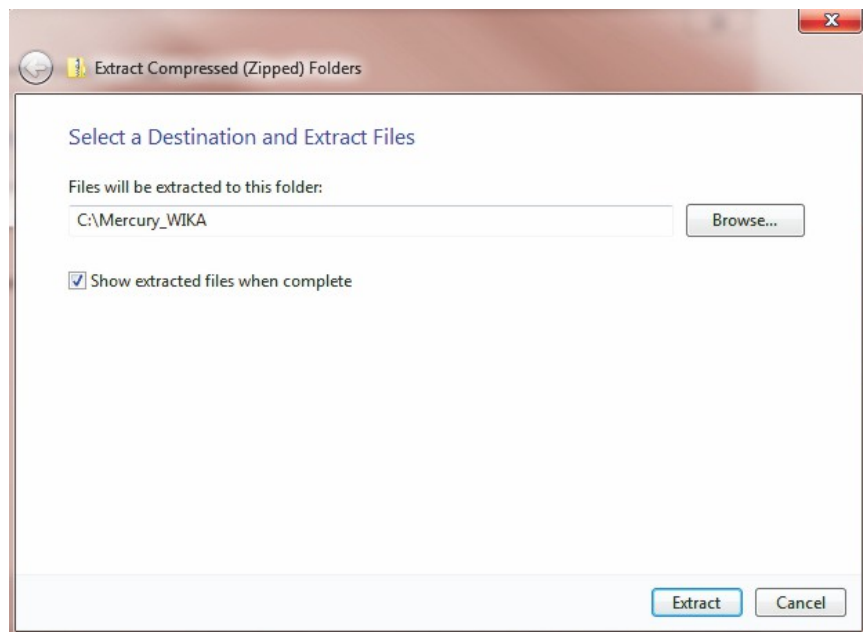 Extract Compressed (Zipped) Folders
Select a Destination and Extract Files
Files will be extracted to this folder:
C:\Mercury_WIKA
Browse...
Show extracted files when complete
Extract Cancel